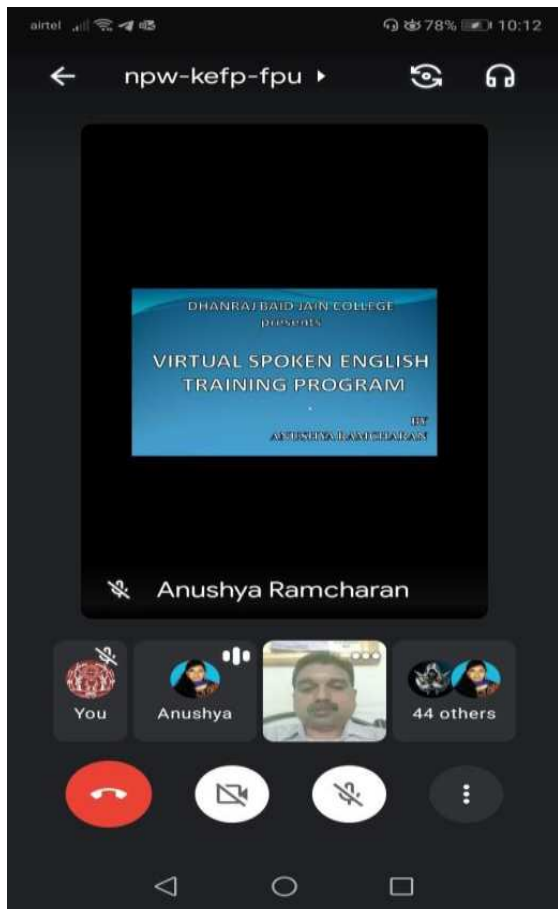 airtel 78% 10:12
npw-kefp-fpu
DHANRAJ BAID JAIN COLLEGE
presents
VIRTUAL SPOKEN ENGLISH
TRAINING PROGRAM
BY
ANUSHYA RAMCHARAN
Anushya Ramcharan
You Anushya 44 others